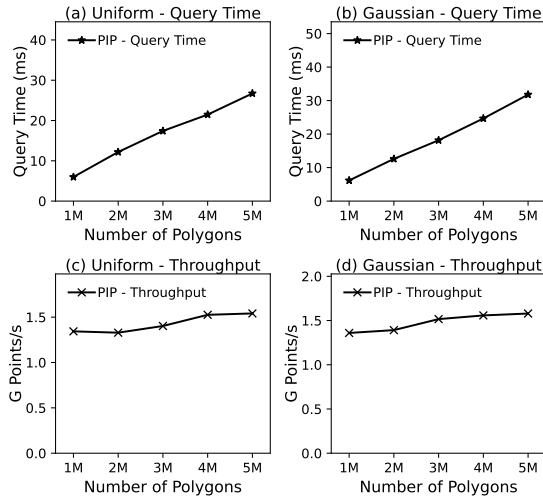 (a) Uniform - Query Time
PIP - Query Time
Query Time (ms)
40
30
20
10
0
1M 2M 3M 4M 5M
Number of Polygons
(b) Gaussian - Query Time
PIP - Query Time
Query Time (ms)
50
40
30
20
10
0
1M 2M 3M 4M 5M
Number of Polygons
(c) Uniform - Throughput
PIP - Throughput
G Points/s
1.5
1.0
0.5
0.0
1M 2M 3M 4M 5M
Number of Polygons
(d) Gaussian - Throughput
PIP - Throughput
G Points/s
2.0
1.5
1.0
0.5
0.0
1M 2M 3M 4M 5M
Number of Polygons